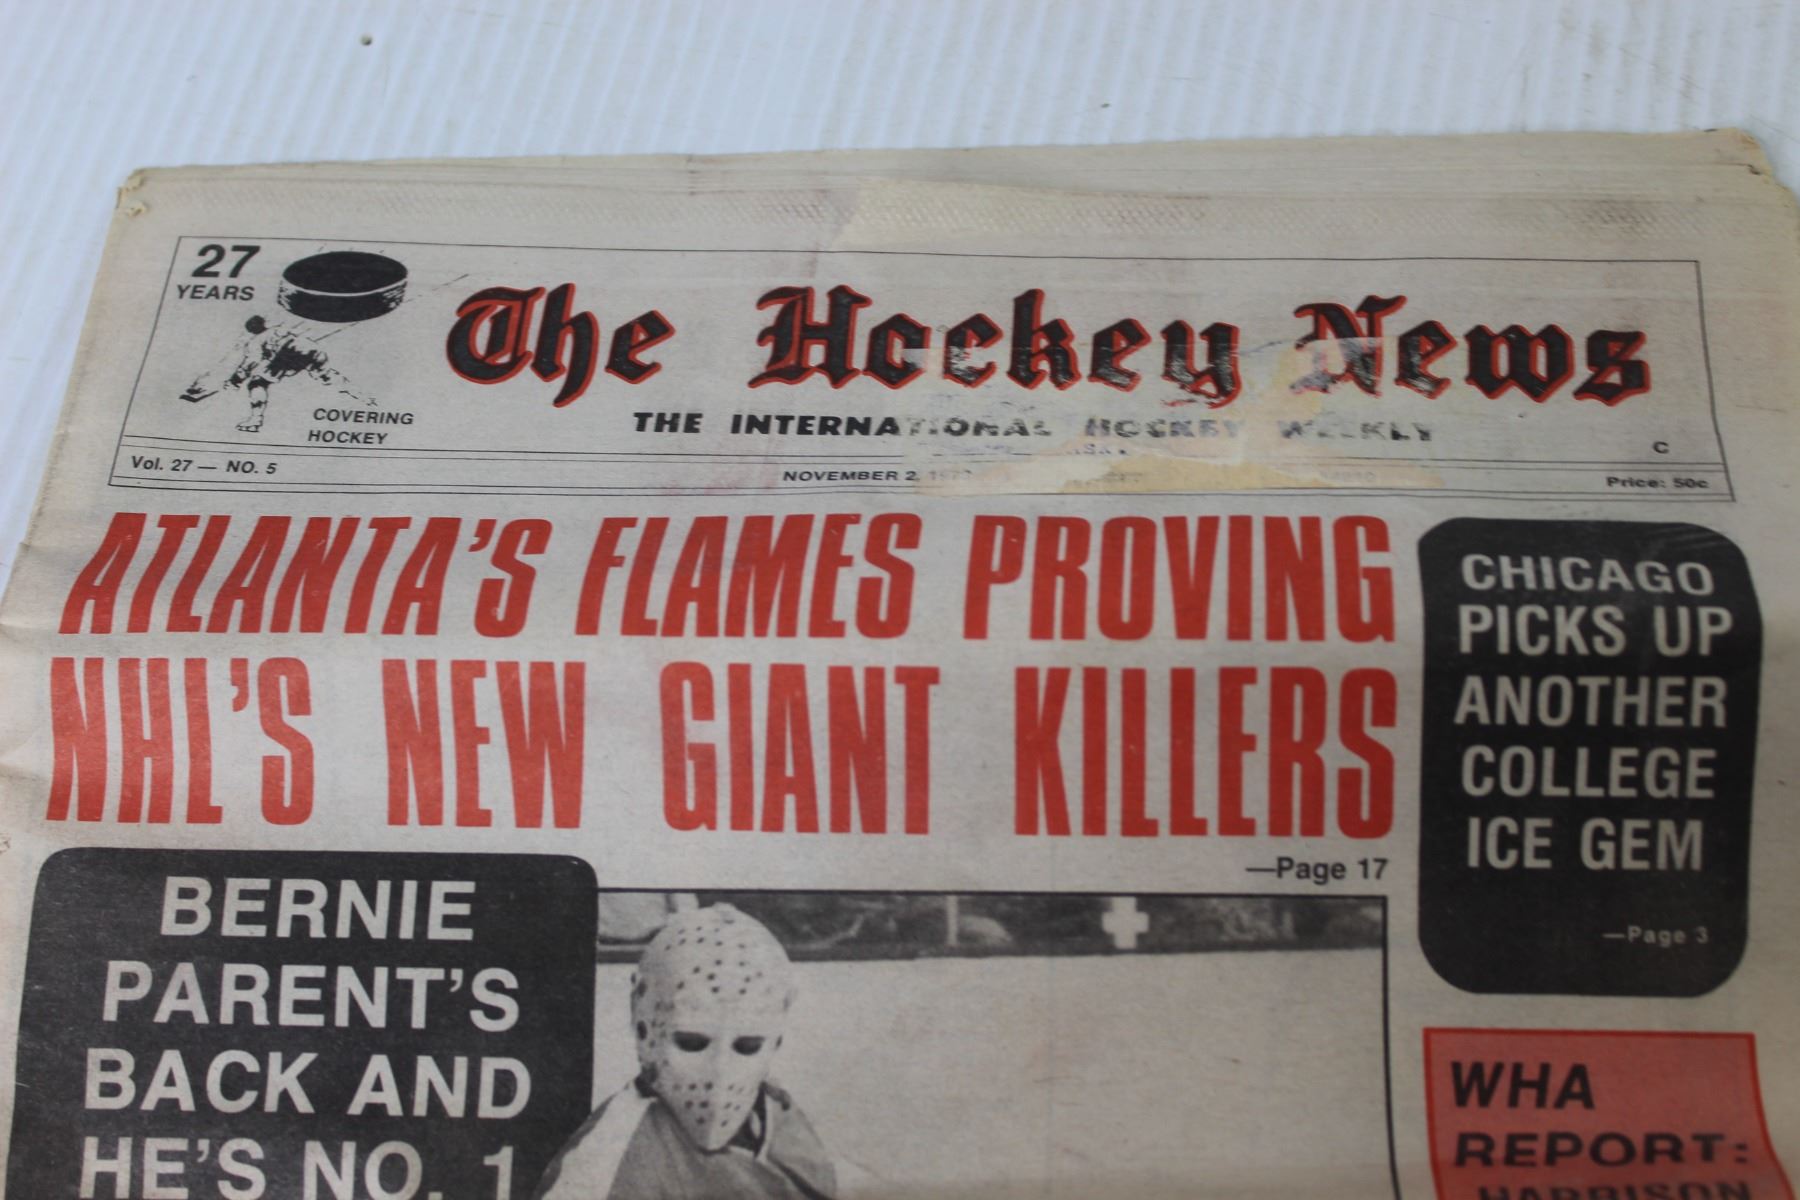 27
YEARS
COVERING
HOCKEY
The Hockey News
THE INTERNATIONAL HOCKEY WEEKLY
C
Vol. 27 — NO. 5
NOVEMBER 2, 1973
Price: 50c
ATLANTA'S FLAMES PROVING
NHL'S NEW GIANT KILLERS
—Page 17
CHICAGO
PICKS UP
ANOTHER
COLLEGE
ICE GEM
—Page 3
BERNIE
PARENT'S
BACK AND
HE'S NO. 1
WHA
REPORT:
HARRISON